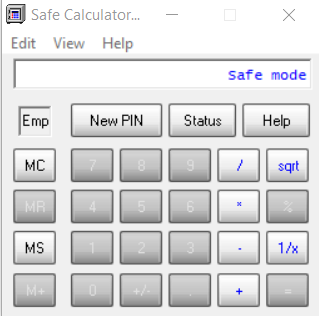 Safe Calculator...
Edit View Help
Safe mode
Emp New PIN Status Help
MC 7 8 9 / sqrt
MR 4 5 6 * %
MS 1 2 3 - 1/x
M+ 0 +/- . + =